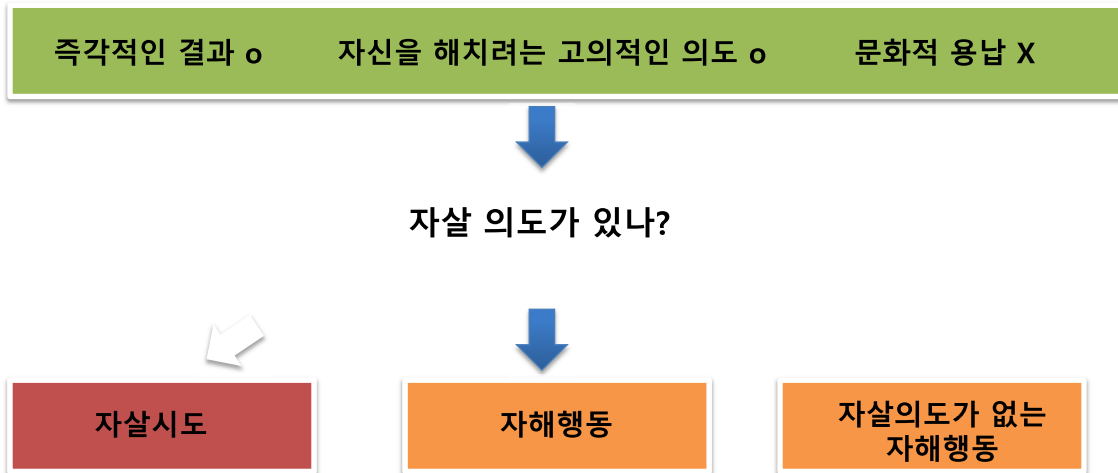 즉각적인 결과 o 자신을 해치려는 고의적인 의도 o 문화적 용납 X
자살 의도가 있나?
자살시도
자해행동
자살의도가 없는
자해행동